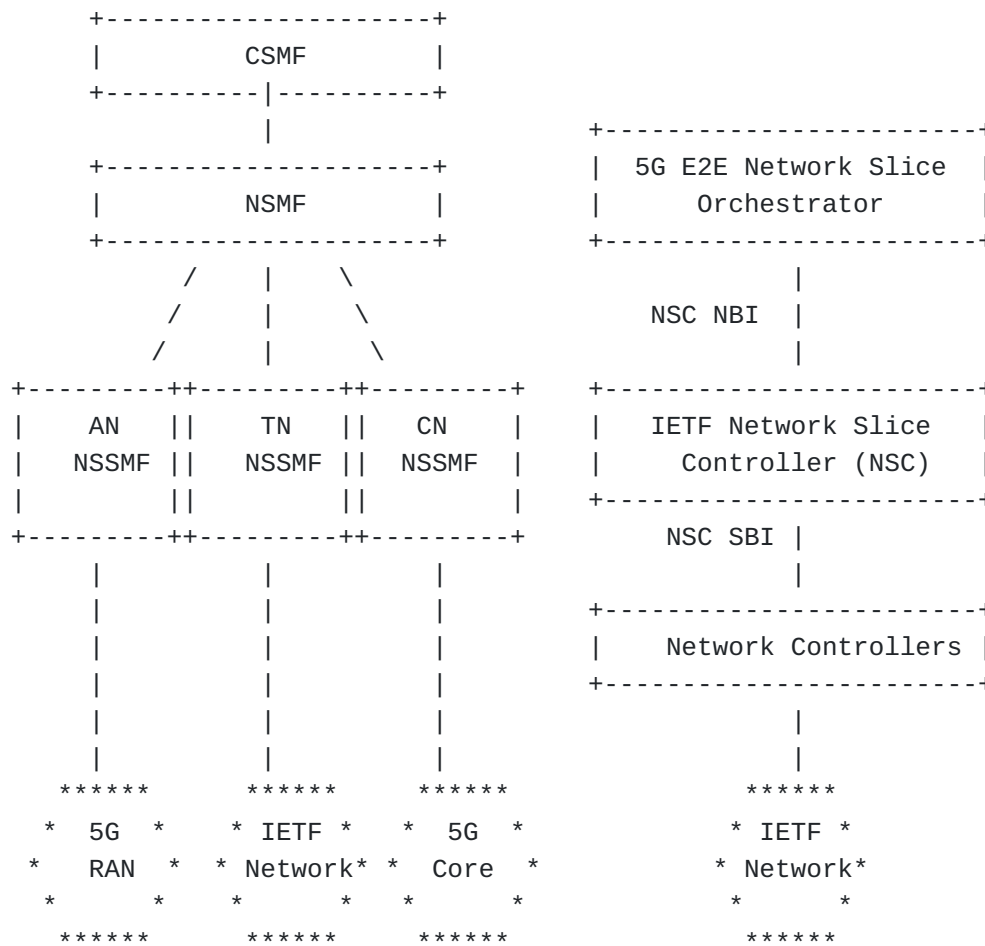 CSMF
NSMF
5G E2E Network Slice
Orchestrator
NSC NBI
AN TN CN
NSSMF NSSMF NSSMF
IETF Network Slice
Controller (NSC)
NSC SBI
Network Controllers
5G IETF 5G IETF
RAN Network Core Network